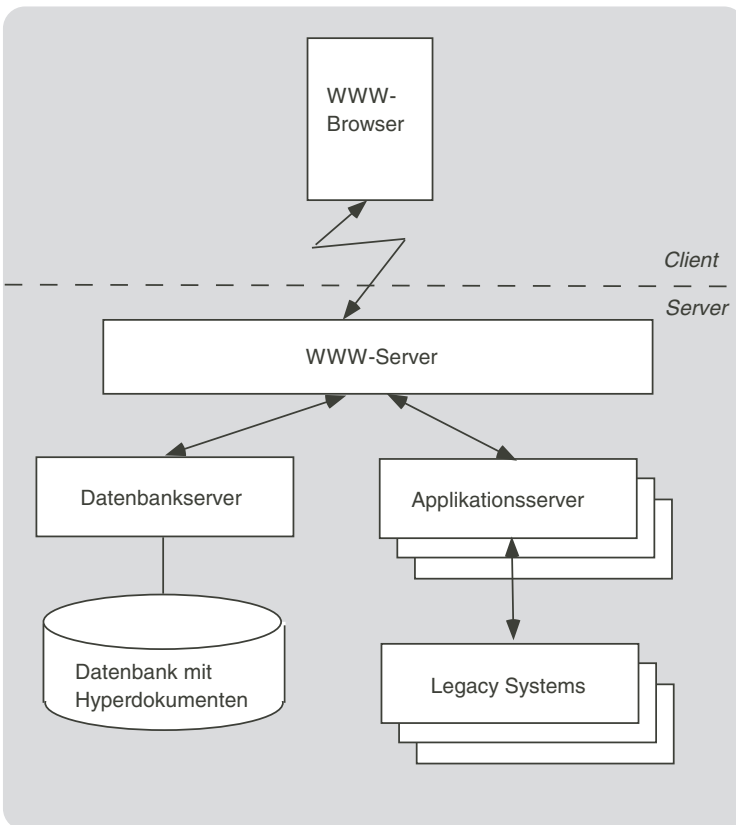 WWW-
Browser
Client
Server
WWW-Server
Datenbankserver
Applikationsserver
Datenbank mit
Hyperdokumenten
Legacy Systems